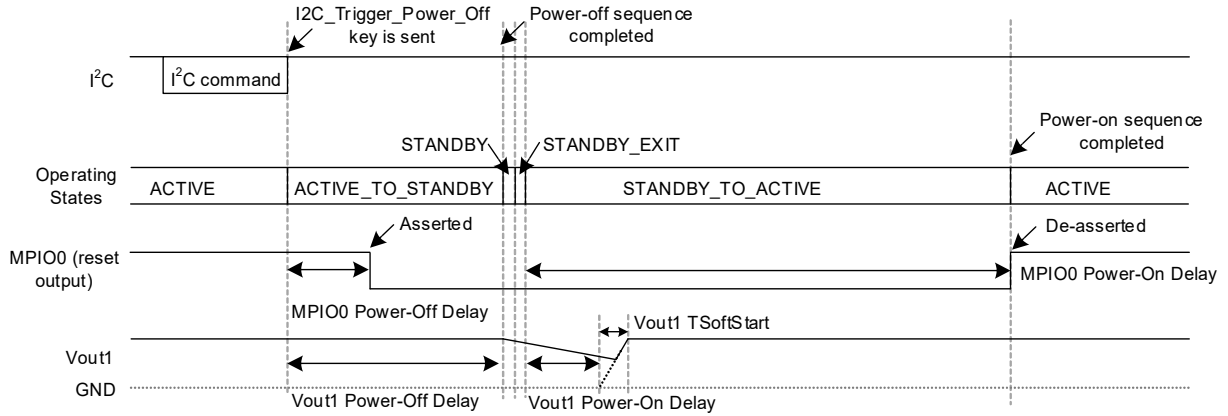 I2C_Trigger_Power_Off
key is sent
Power-off sequence
completed
I2C
I2C command
STANDBY
STANDBY_EXIT
Power-on sequence
completed
Operating
States
ACTIVE
ACTIVE_TO_STANDBY
STANDBY_TO_ACTIVE
ACTIVE
Asserted
De-asserted
MPIO0 (reset
output)
MPIO0 Power-On Delay
MPIO0 Power-Off Delay
Vout1 TSoftStart
Vout1
GND
Vout1 Power-Off Delay
Vout1 Power-On Delay